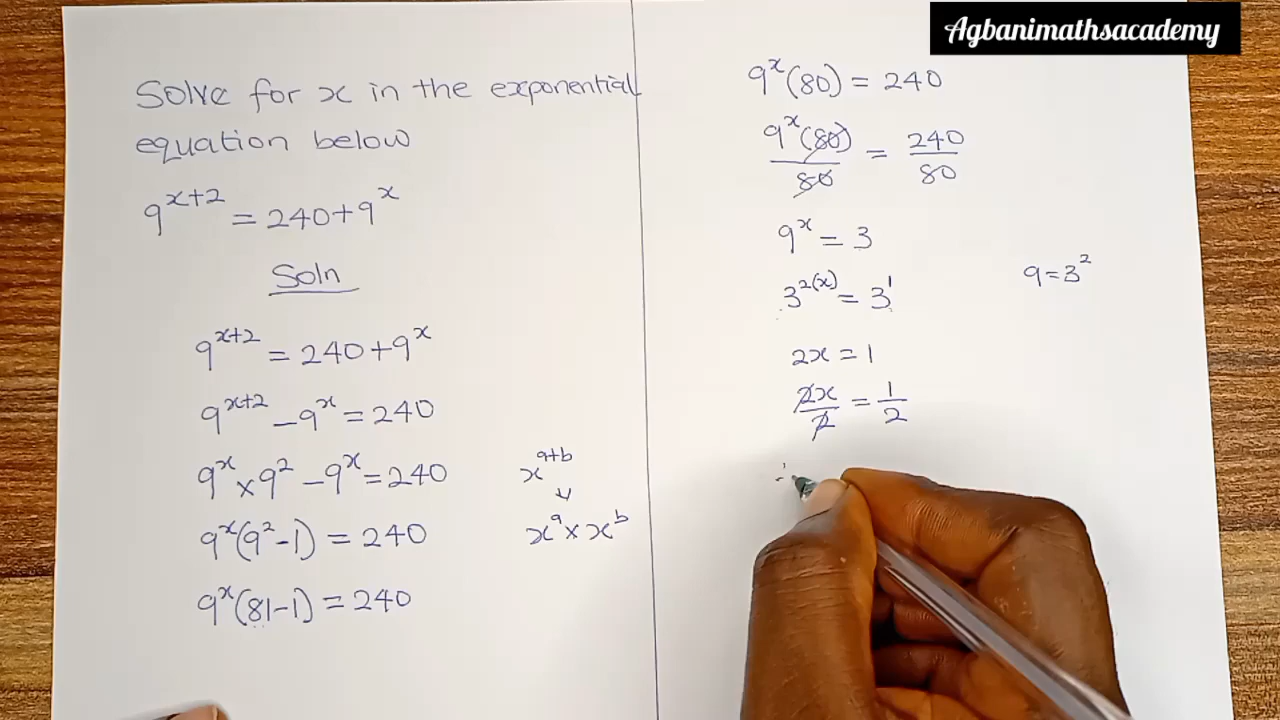 Agbanimathsacademy
Solve for x in the exponential
equation below
9^{x+2} = 240+9^x
Soln
9^{x+2} = 240+9^x
9^{x+2} - 9^x = 240
9^x × 9^2 - 9^x = 240
x^{a+b}
↓
x^a × x^b
9^x(9^2-1) = 240
9^x(81-1) = 240
9^x(80) = 240
9^x(80)/80 = 240/80
9^x = 3
9=3^2
3^{2(x)} = 3^1
2x = 1
2x/2 = 1/2